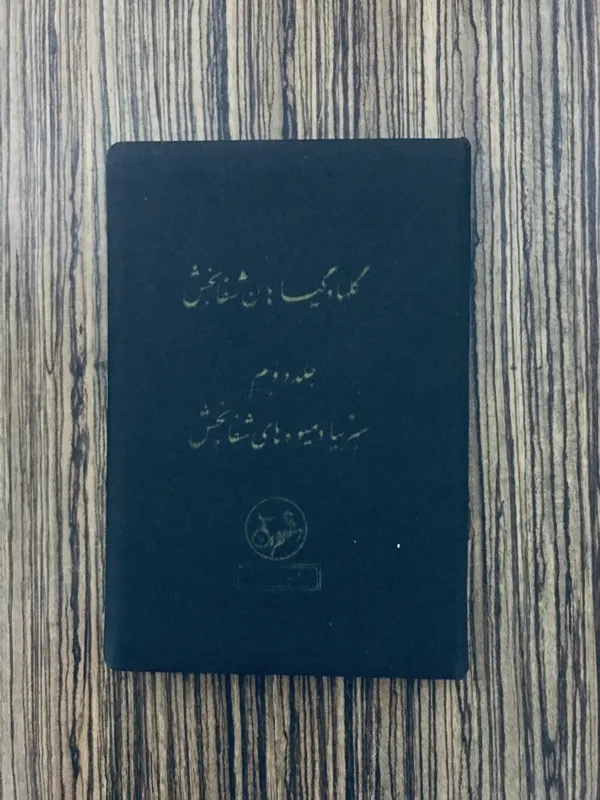 گلها و گیاهان شفابخش
جلد دوم
سبزیها و میوه های شفابخش